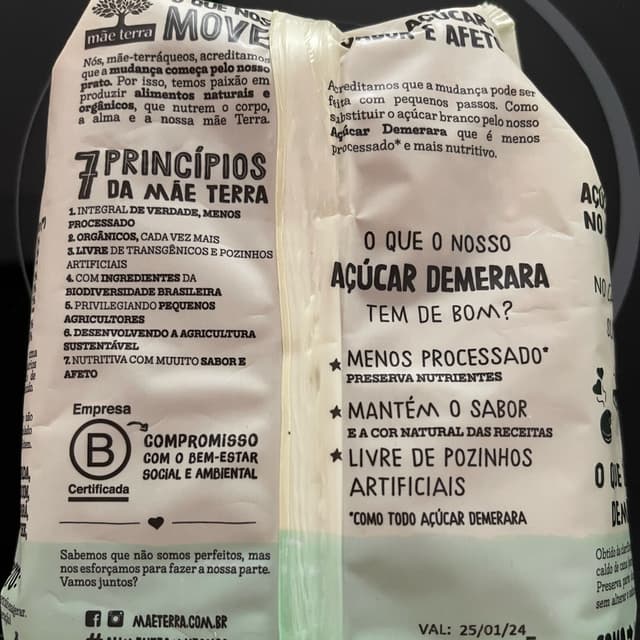 mãe terra
O QUE NOS
MOVE
Nós, mãe-terráqueos, acreditamos
que a mudança começa pelo nosso
prato. Por isso, temos paixão em
produzir alimentos naturais e
orgânicos, que nutrem o corpo,
a alma e a nossa mãe Terra.
7 PRINCÍPIOS
DA MÃE TERRA
1. INTEGRAL DE VERDADE, MENOS
PROCESSADO
2. ORGÂNICOS, CADA VEZ MAIS
3. LIVRE DE TRANSGÊNICOS E POZINHOS
ARTIFICIAIS
4. COM INGREDIENTES DA
BIODIVERSIDADE BRASILEIRA
5. PRIVILEGIANDO PEQUENOS
AGRICULTORES
6. DESENVOLVENDO A AGRICULTURA
SUSTENTÁVEL
7. NUTRITIVA COM MUUITO SABOR E
AFETO
Empresa
B
Certificada
COMPROMISSO
COM O BEM-ESTAR
SOCIAL E AMBIENTAL
Sabemos que não somos perfeitos, mas
nos esforçamos para fazer a nossa parte.
Vamos juntos?
MAETERRA.COM.BR
AÇÚCAR
E AFETO
Acreditamos que a mudança pode ser
feita com pequenos passos. Como
substituir o açúcar branco pelo nosso
Açúcar Demerara que é menos
processado* e mais nutritivo.
O QUE O NOSSO
AÇÚCAR DEMERARA
TEM DE BOM?
MENOS PROCESSADO*
PRESERVA NUTRIENTES
MANTÉM O SABOR
E A COR NATURAL DAS RECEITAS
LIVRE DE POZINHOS
ARTIFICIAIS
*COMO TODO AÇÚCAR DEMERARA
VAL: 25/01/24